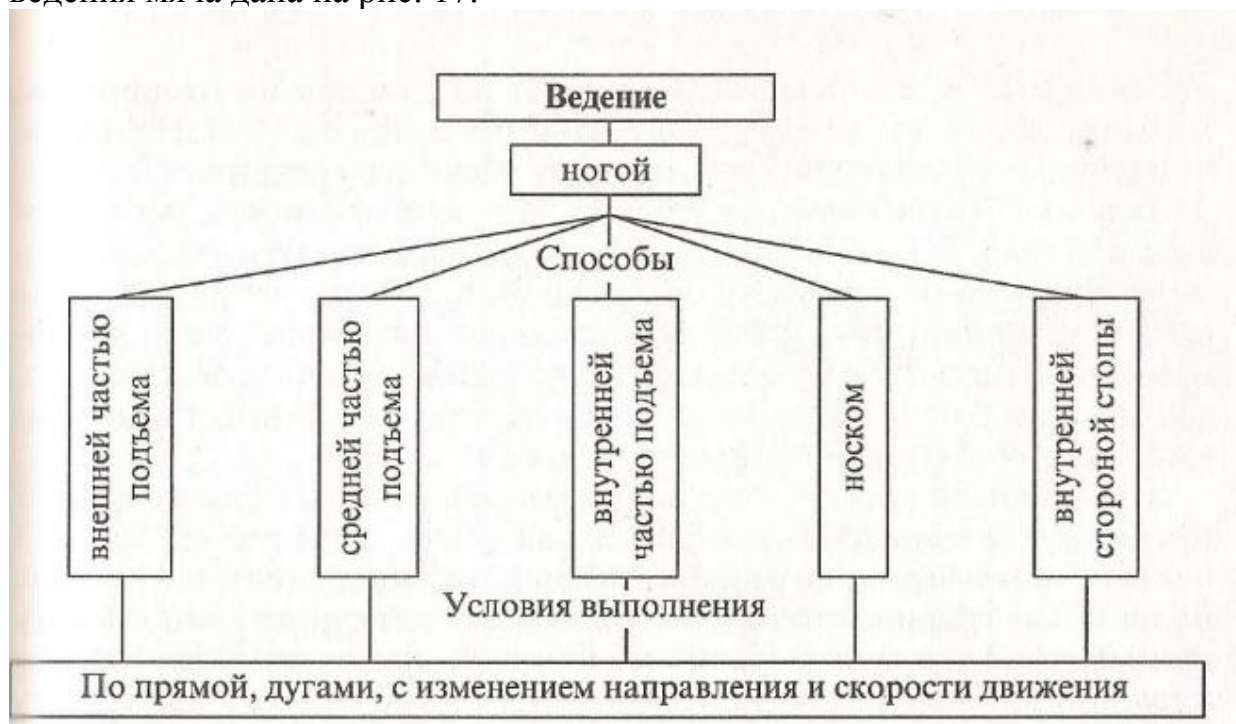 ведения мяча дана на рис. 17.
Ведение
ногой
Способы
внешней частью
подъема
средней частью
подъема
внутренней
частью подъема
носком
внутренней
стороной стопы
Условия выполнения
По прямой, дугами, с изменением направления и скорости движения